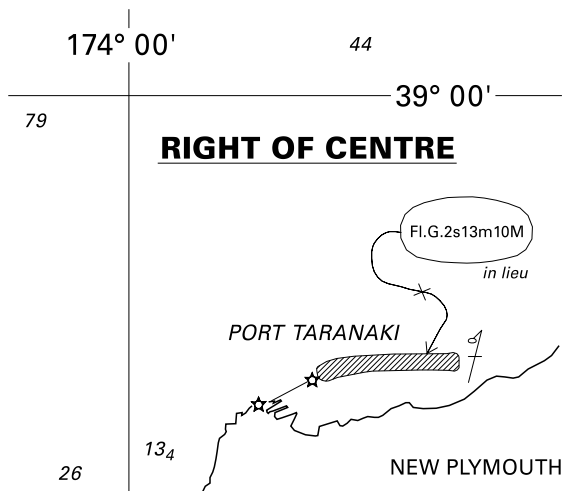 174° 00'
44
39° 00'
79
RIGHT OF CENTRE
Fl.G.2s13m10M
in lieu
PORT TARANAKI
13₄
26
NEW PLYMOUTH